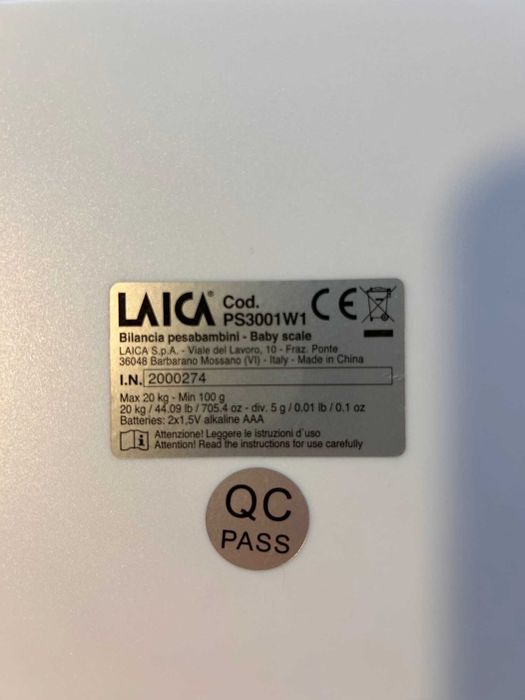 LAICA® Cod.
PS3001W1 CE
Bilancia pesabambini - Baby scale
LAICA S.p.A. - Viale del Lavoro, 10 - Fraz. Ponte
36048 Barbarano Mossano (VI) - Italy - Made in China
I.N. 2000274
Max 20 kg - Min 100 g
20 kg / 44.09 lb / 705.4 oz - div. 5 g / 0.01 lb / 0.1 oz
Batteries: 2x1,5V alkaline AAA
i Attenzione! Leggere le istruzioni d'uso
Attention! Read the instructions for use carefully
QC
PASS